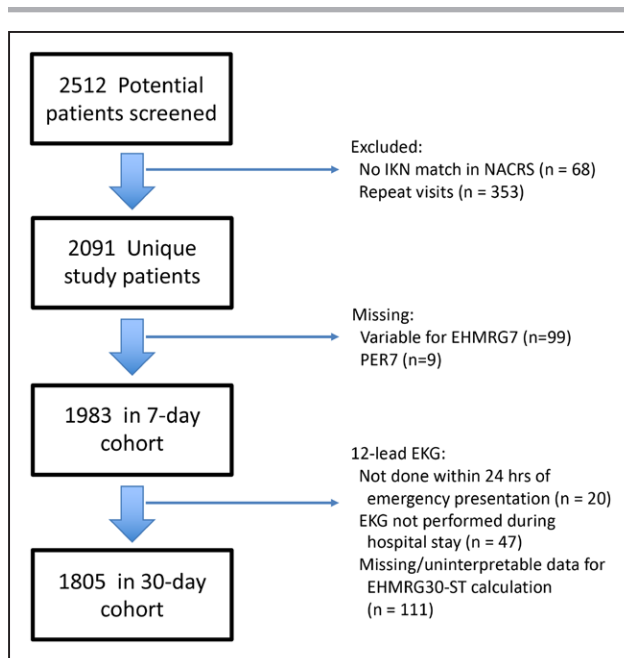 2512 Potential
patients screened
Excluded:
No IKN match in NACRS (n = 68)
Repeat visits (n = 353)
2091 Unique
study patients
Missing:
Variable for EHMRG7 (n=99)
PER7 (n=9)
1983 in 7-day
cohort
12-lead EKG:
Not done within 24 hrs of
emergency presentation (n = 20)
EKG not performed during
hospital stay (n = 47)
Missing/uninterpretable data for
EHMRG30-ST calculation
(n = 111)
1805 in 30-day
cohort